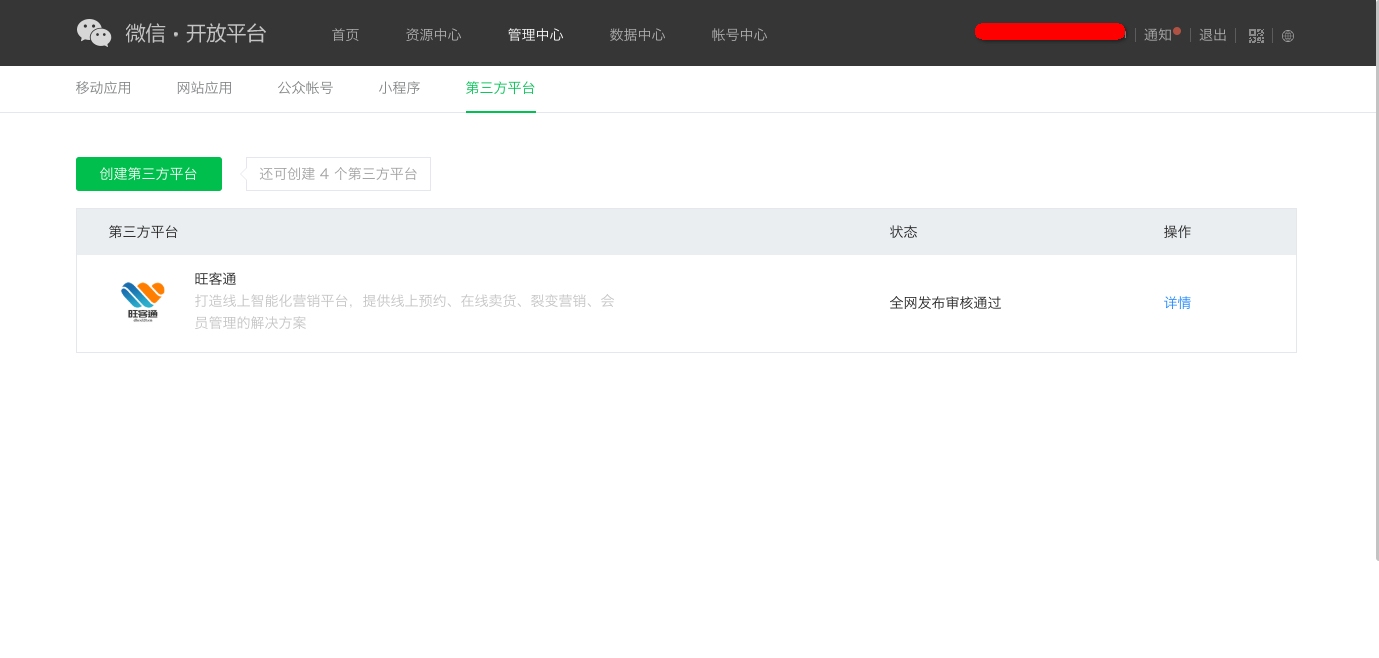 微信·开放平台 首页 资源中心 管理中心 数据中心 帐号中心 通知 退出
移动应用 网站应用 公众帐号 小程序 第三方平台
创建第三方平台 还可创建 4 个第三方平台
第三方平台 状态 操作
旺客通
打造线上智能化营销平台，提供线上预约、在线卖货、裂变营销、会
员管理的解决方案
旺客通
全网发布审核通过 详情